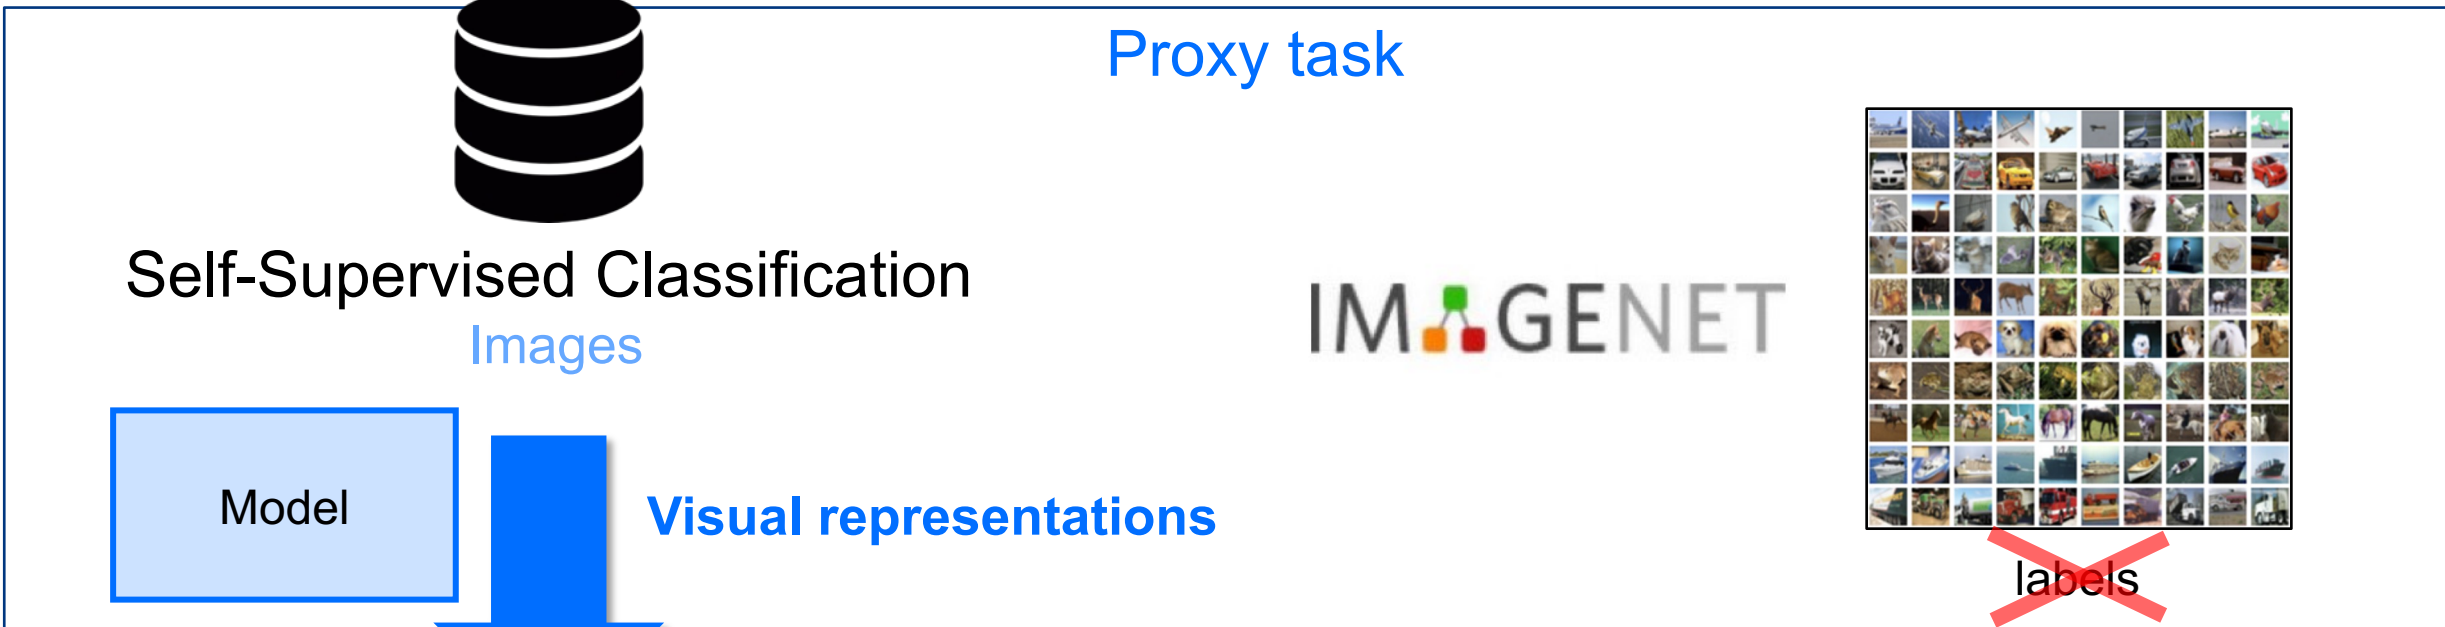 Proxy task
Self-Supervised Classification
Images
IMAGENET
Model
Visual representations
labels